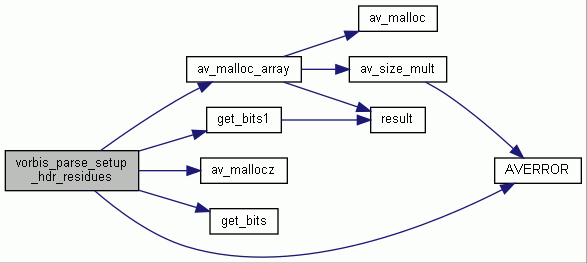 av_malloc
av_malloc_array
av_size_mult
get_bits1
result
vorbis_parse_setup
_hdr_residues
av_mallocz
AVERROR
get_bits